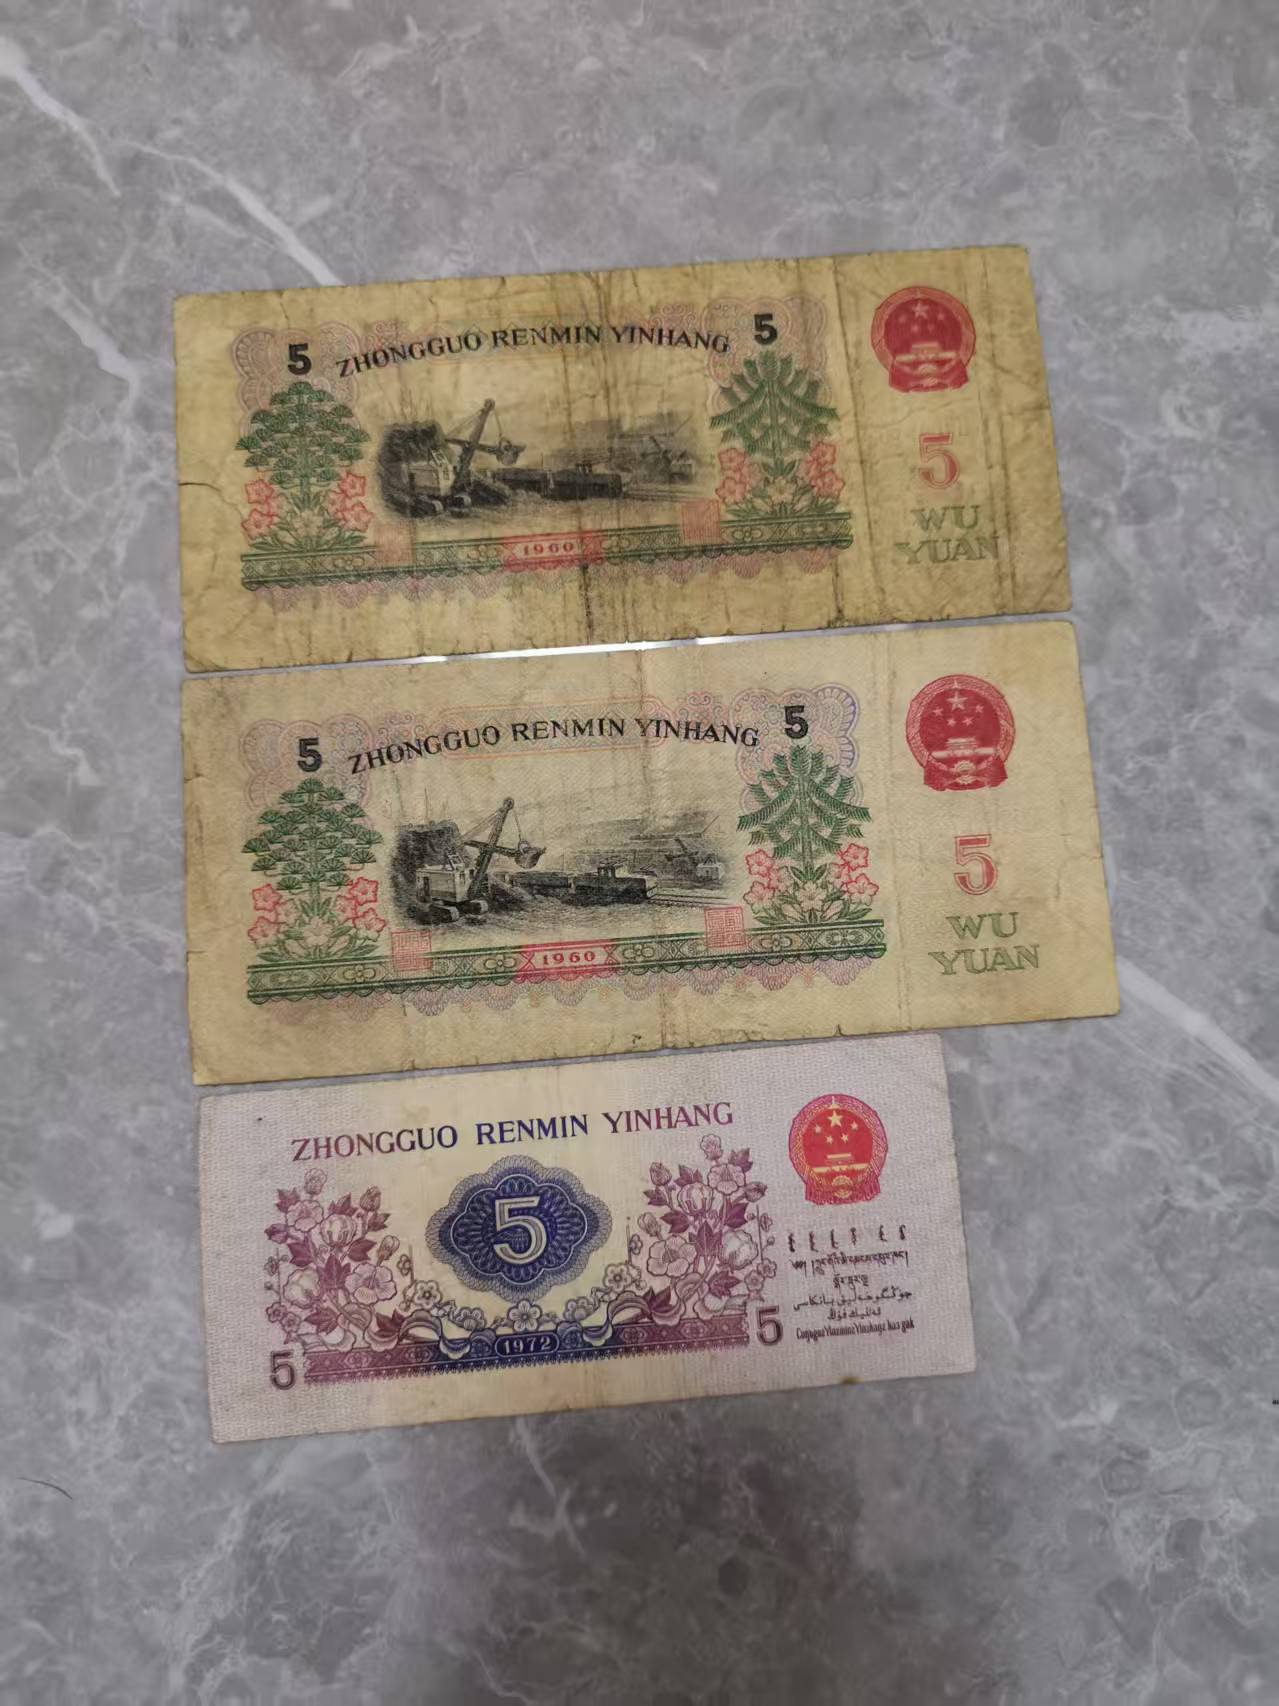 5 ZHONGGUO RENMIN YINHANG 5
5
WU
YUAN
1960
5 ZHONGGUO RENMIN YINHANG 5
5
WU
YUAN
1960
ZHONGGUO RENMIN YINHANG
5
1972
5 5